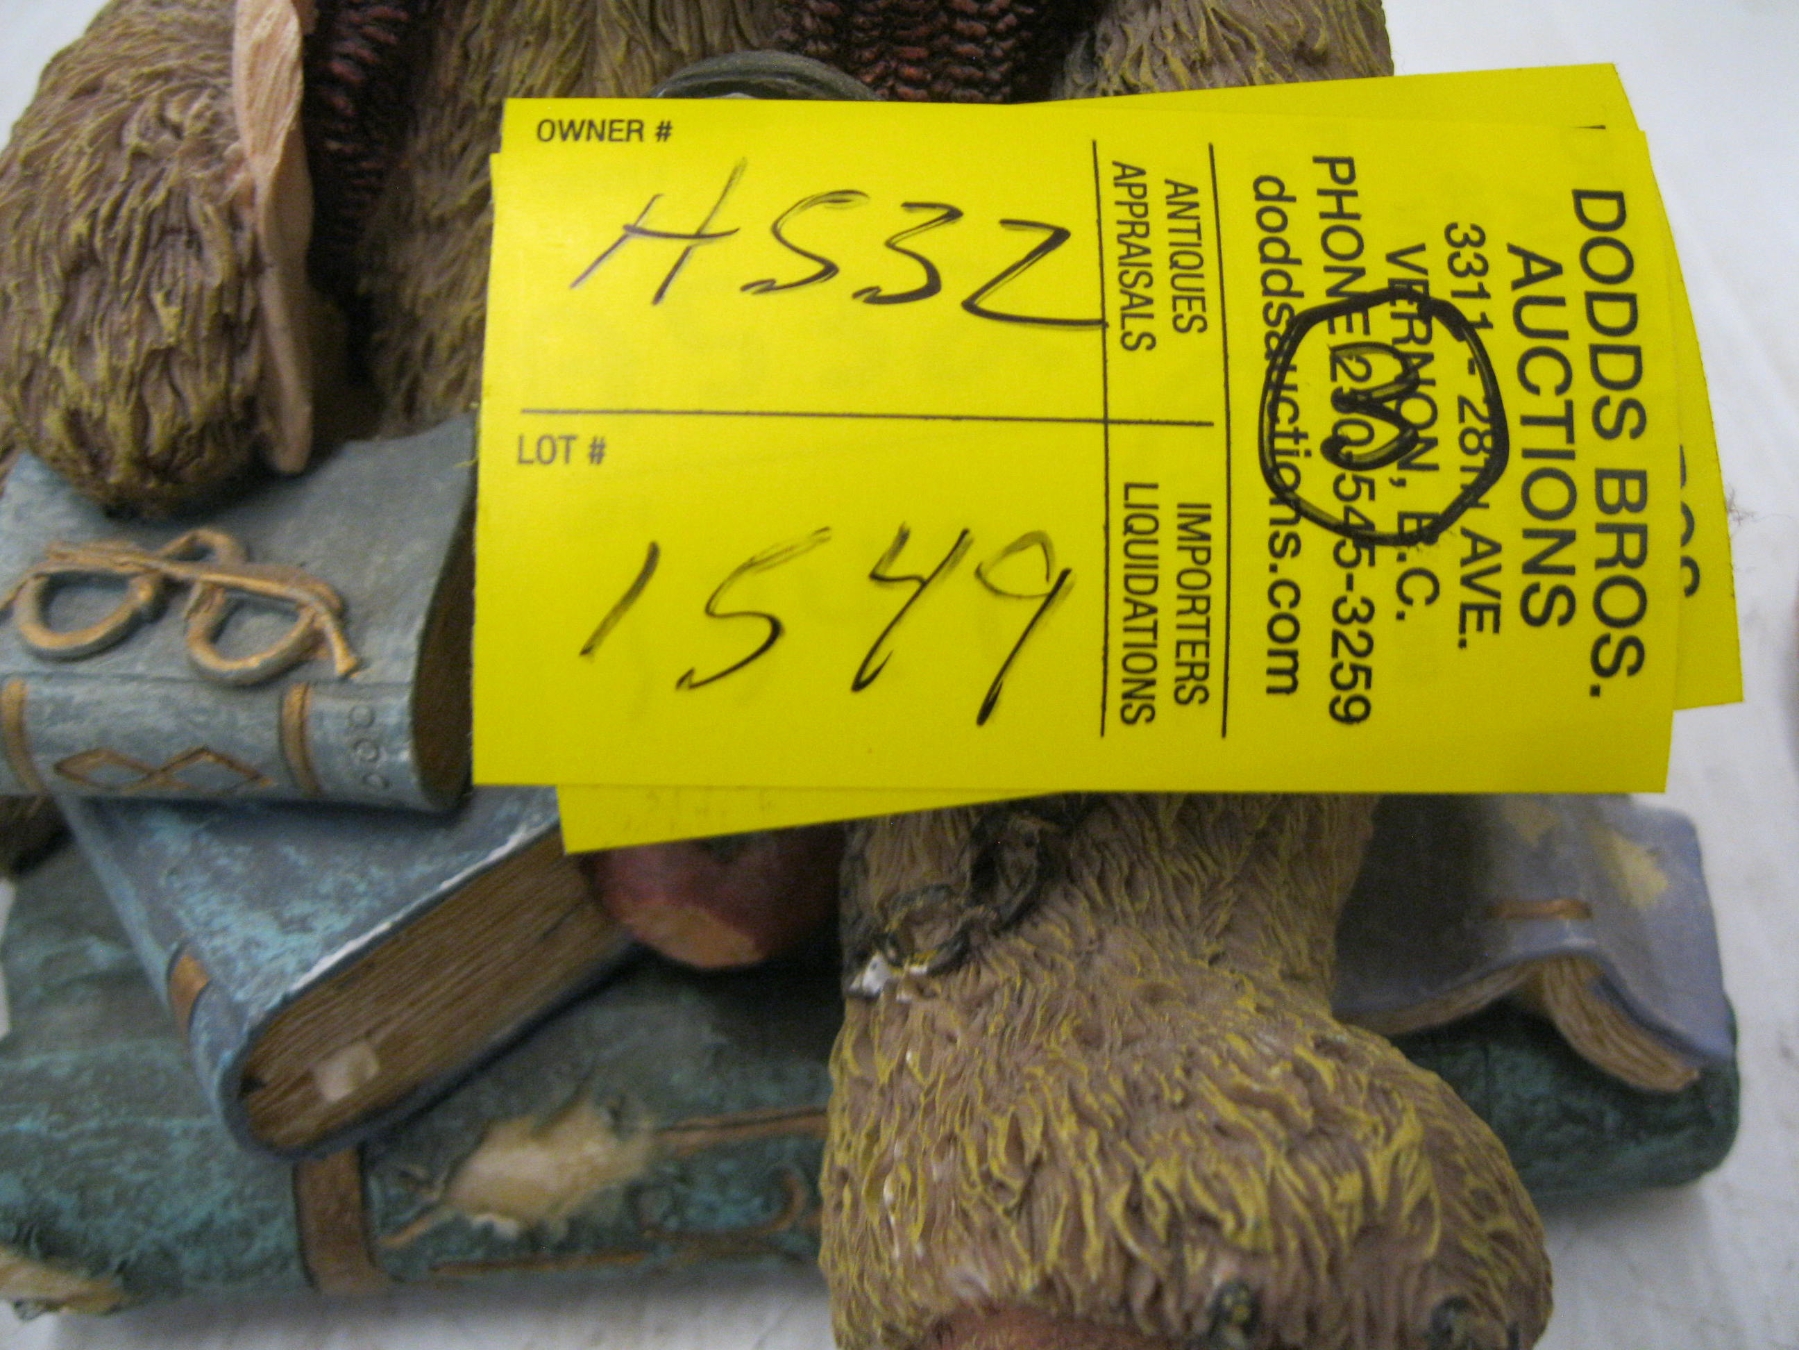 OWNER #
H532
LOT #
1549
ANTIQUES
APPRAISALS
IMPORTERS
LIQUIDATIONS
DODDS BROS.
AUCTIONS
3311 - 28TH AVE.
VERNON, B.C.
PHONE (250) 545-3259
doddsauctions.com